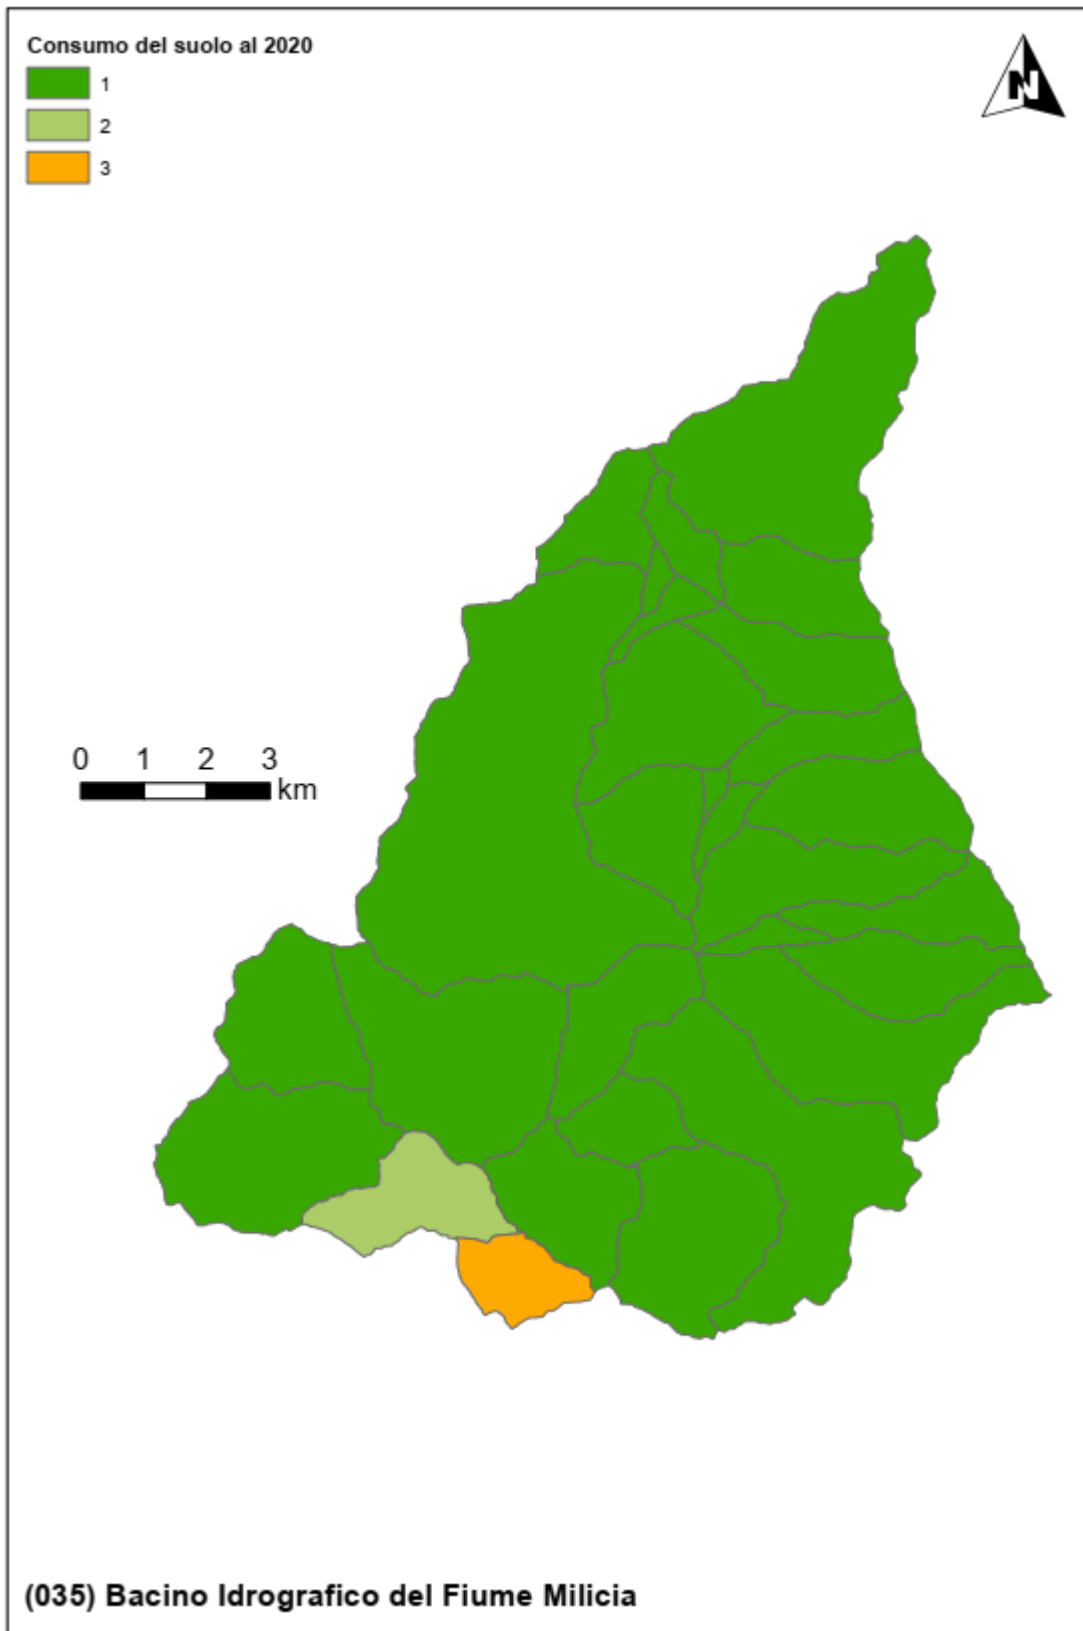 Consumo del suolo al 2020
1
2
3
N
0 1 2 3
km
(035) Bacino Idrografico del Fiume Milicia